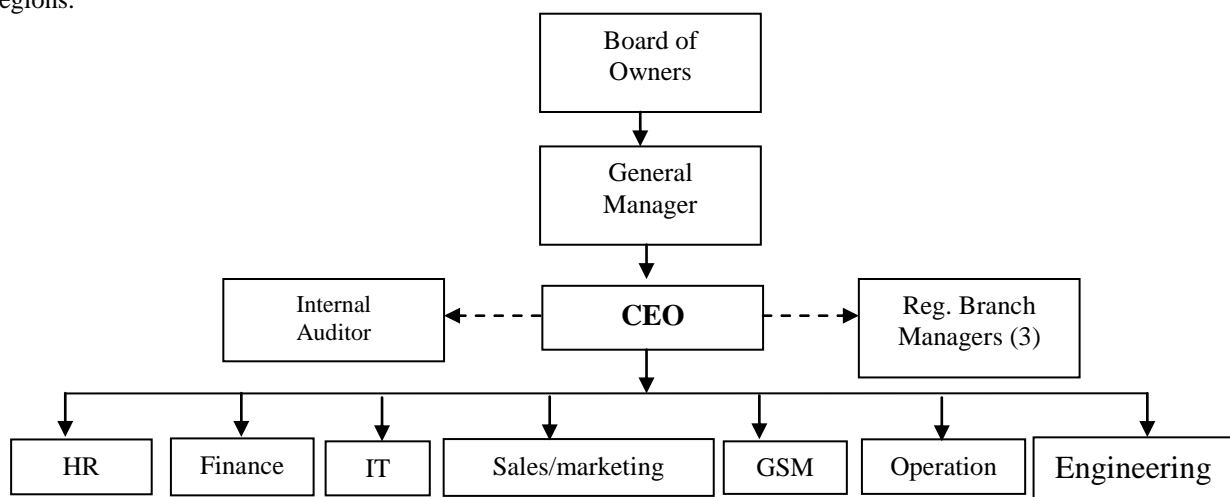 egions.
Board of
Owners
General
Manager
Internal
Auditor
CEO
Reg. Branch
Managers (3)
HR
Finance
IT
Sales/marketing
GSM
Operation
Engineering